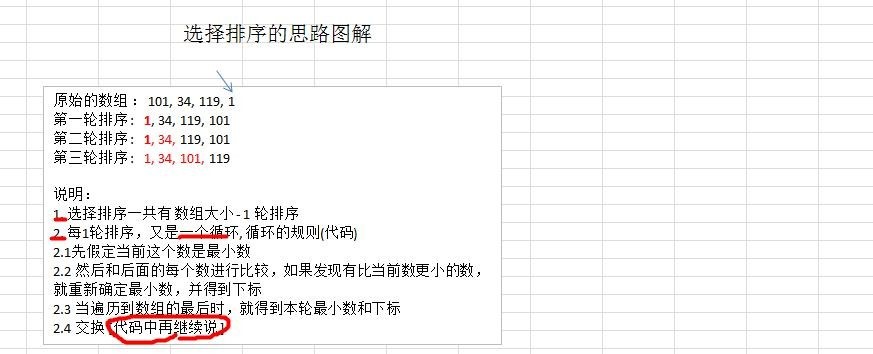 选择排序的思路图解
原始的数组： 101, 34, 119, 1
第一轮排序: 1, 34, 119, 101
第二轮排序: 1, 34, 119, 101
第三轮排序: 1, 34, 101, 119
说明：
1. 选择排序一共有 数组大小 - 1 轮排序
2. 每1轮排序，又是一个循环, 循环的规则(代码)
2.1先假定当前这个数是最小数
2.2 然后和后面的每个数进行比较，如果发现有比当前数更小的数，
就重新确定最小数，并得到下标
2.3 当遍历到数组的最后时，就得到本轮最小数和下标
2.4 交换 [代码中再继续说]